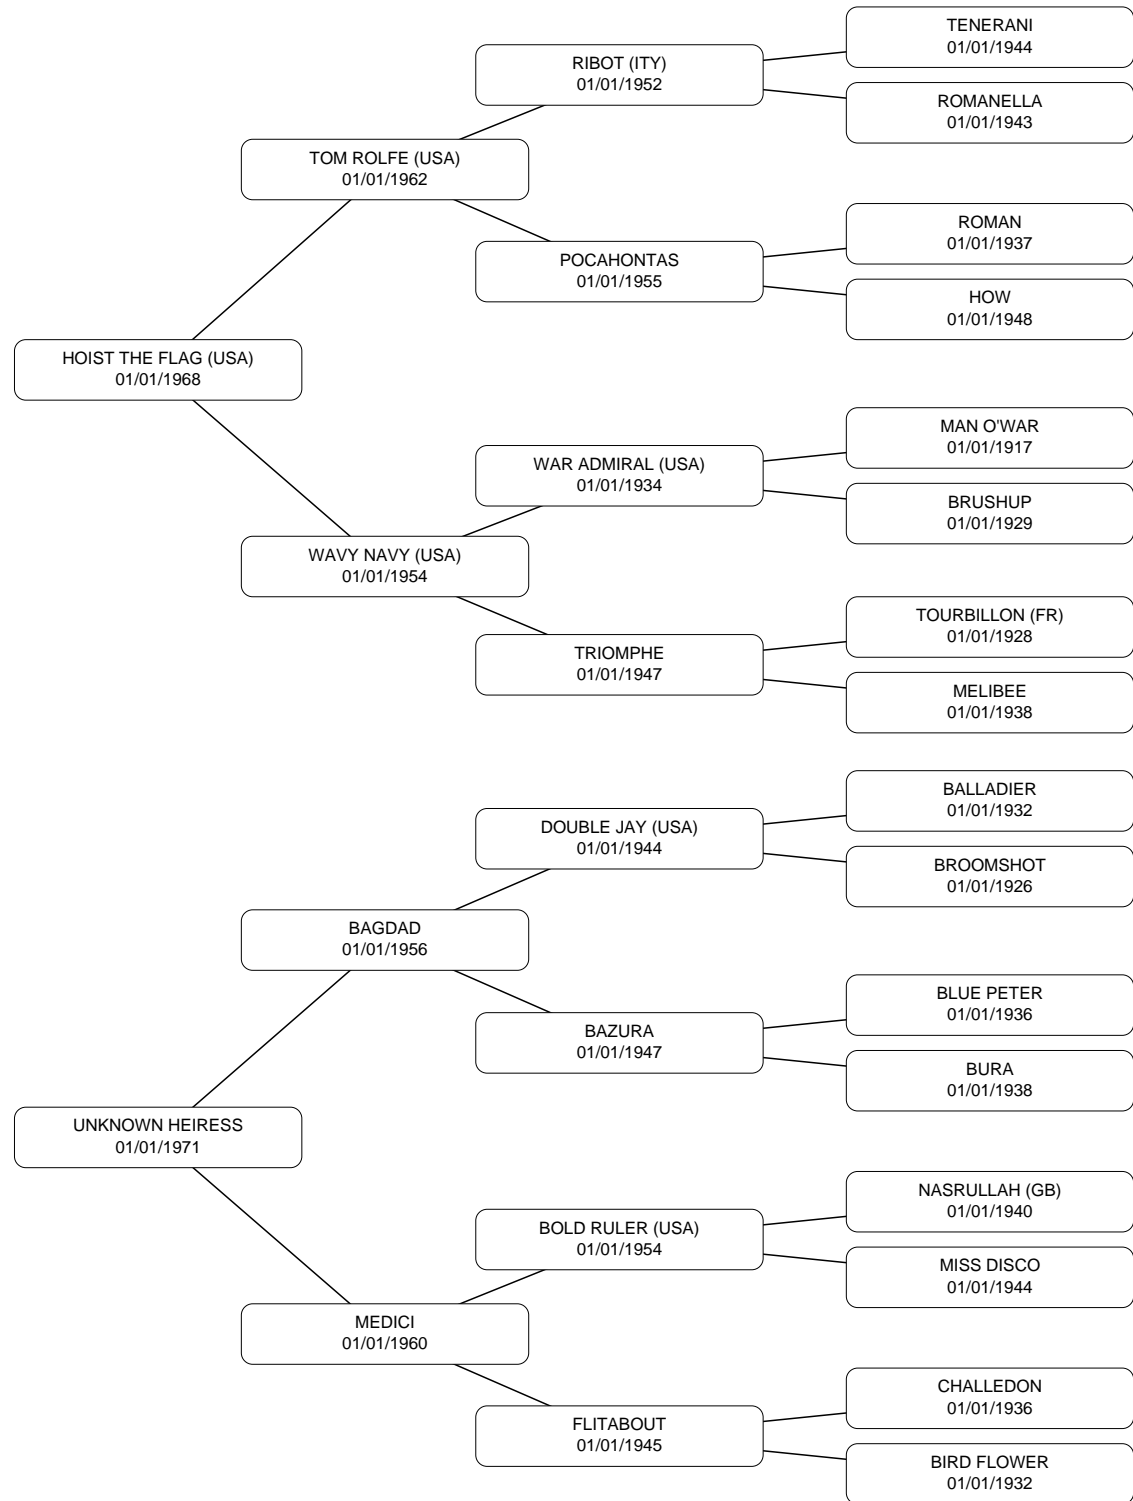 TENERANI
01/01/1944
RIBOT (ITY)
01/01/1952
ROMANELLA
01/01/1943
TOM ROLFE (USA)
01/01/1962
ROMAN
01/01/1937
POCAHONTAS
01/01/1955
HOW
01/01/1948
HOIST THE FLAG (USA)
01/01/1968
MAN O'WAR
01/01/1917
WAR ADMIRAL (USA)
01/01/1934
BRUSHUP
01/01/1929
WAVY NAVY (USA)
01/01/1954
TOURBILLON (FR)
01/01/1928
TRIOMPHE
01/01/1947
MELIBEE
01/01/1938
BALLADIER
01/01/1932
DOUBLE JAY (USA)
01/01/1944
BROOMSHOT
01/01/1926
BAGDAD
01/01/1956
BLUE PETER
01/01/1936
BAZURA
01/01/1947
BURA
01/01/1938
UNKNOWN HEIRESS
01/01/1971
NASRULLAH (GB)
01/01/1940
BOLD RULER (USA)
01/01/1954
MISS DISCO
01/01/1944
MEDICI
01/01/1960
CHALLEDON
01/01/1936
FLITABOUT
01/01/1945
BIRD FLOWER
01/01/1932